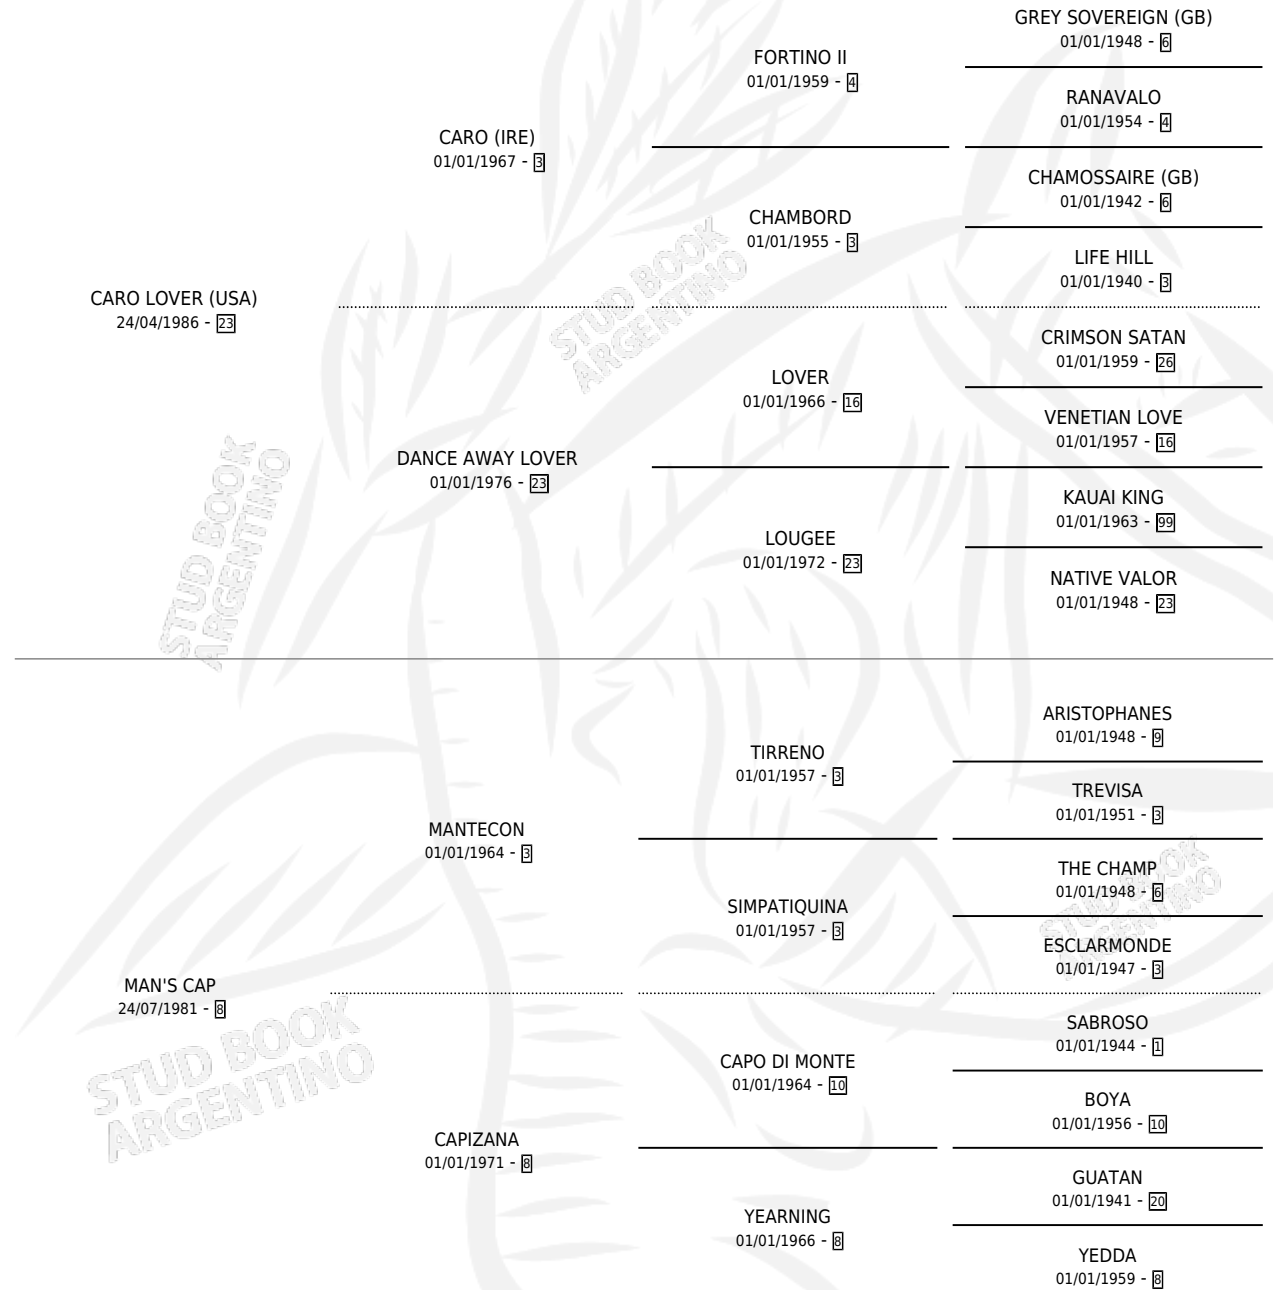 GREY SOVEREIGN (GB)
01/01/1948 - 6
FORTINO II
01/01/1959 - 4
RANAVALO
01/01/1954 - 4
CARO (IRE)
01/01/1967 - 3
CHAMOSSAIRE (GB)
01/01/1942 - 6
CHAMBORD
01/01/1955 - 3
LIFE HILL
01/01/1940 - 3
CARO LOVER (USA)
24/04/1986 - 23
CRIMSON SATAN
01/01/1959 - 26
LOVER
01/01/1966 - 16
VENETIAN LOVE
01/01/1957 - 16
DANCE AWAY LOVER
01/01/1976 - 23
KAUAI KING
01/01/1963 - 99
LOUGEE
01/01/1972 - 23
NATIVE VALOR
01/01/1948 - 23
ARISTOPHANES
01/01/1948 - 9
TIRRENO
01/01/1957 - 3
TREVISA
01/01/1951 - 3
MANTECON
01/01/1964 - 3
THE CHAMP
01/01/1948 - 6
SIMPATIQUINA
01/01/1957 - 3
ESCLARMONDE
01/01/1947 - 3
MAN'S CAP
24/07/1981 - 8
SABROSO
01/01/1944 - 1
CAPO DI MONTE
01/01/1964 - 10
BOYA
01/01/1956 - 10
CAPIZANA
01/01/1971 - 8
GUATAN
01/01/1941 - 20
YEARNING
01/01/1966 - 8
YEDDA
01/01/1959 - 8
STUD BOOK
ARGENTINO
STUD BOOK
ARGENTINO
STUD BOOK
ARGENTINO
STUD BOOK
ARGENTINO